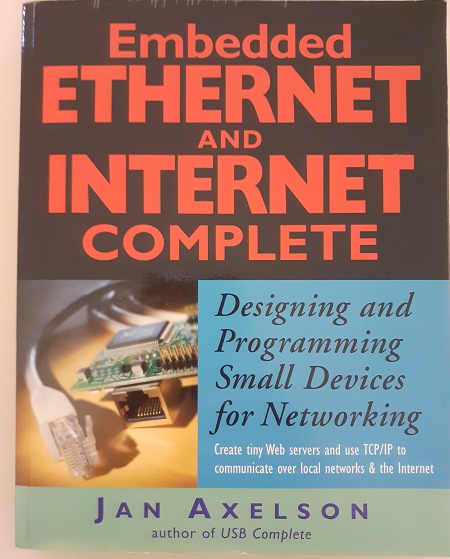 Embedded
ETHERNET
AND
INTERNET
COMPLETE
Designing and
Programming
Small Devices
for Networking
Create tiny Web servers and use TCP/IP to
communicate over local networks & the Internet
JAN AXELSON
author of USB Complete